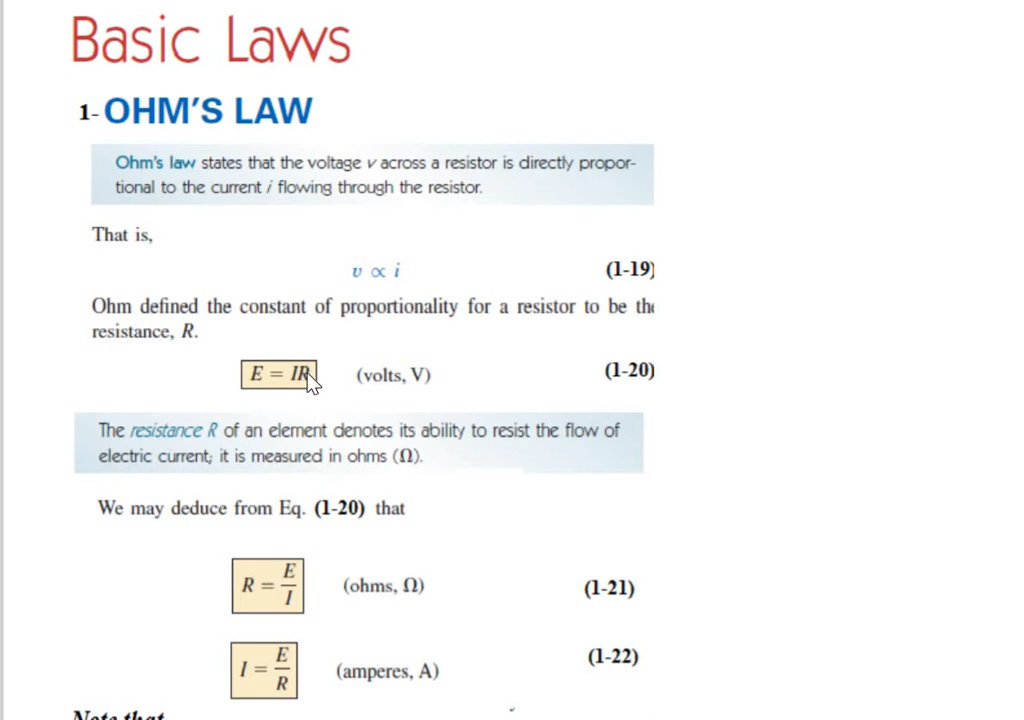 Basic Laws
1- OHM'S LAW
Ohm's law states that the voltage v across a resistor is directly propor-
tional to the current i flowing through the resistor.
That is,
v ∝ i (1-19)
Ohm defined the constant of proportionality for a resistor to be the
resistance, R.
E = IR (volts, V) (1-20)
The resistance R of an element denotes its ability to resist the flow of
electric current; it is measured in ohms (Ω).
We may deduce from Eq. (1-20) that
R = E/I (ohms, Ω) (1-21)
I = E/R (amperes, A) (1-22)
Note that